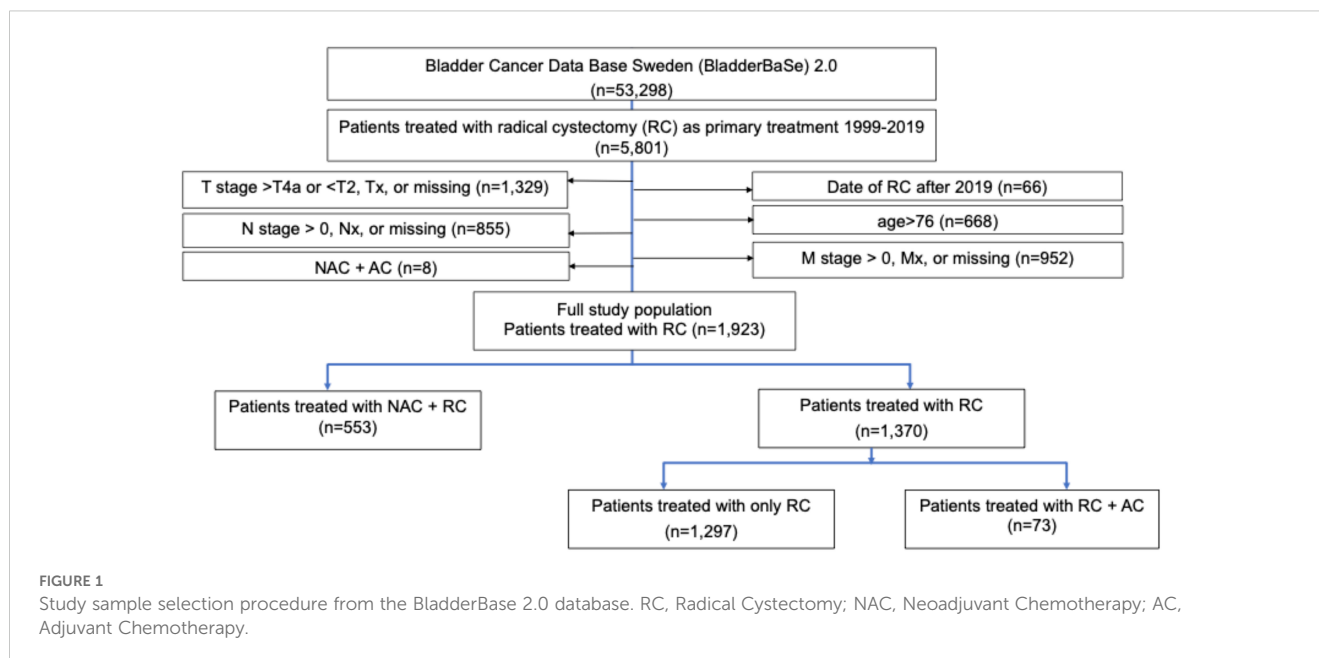 Bladder Cancer Data Base Sweden (BladderBaSe) 2.0
(n=53,298)
Patients treated with radical cystectomy (RC) as primary treatment 1999-2019
(n=5,801)
T stage >T4a or <T2, Tx, or missing (n=1,329)
Date of RC after 2019 (n=66)
N stage > 0, Nx, or missing (n=855)
age>76 (n=668)
NAC + AC (n=8)
M stage > 0, Mx, or missing (n=952)
Full study population
Patients treated with RC (n=1,923)
Patients treated with NAC + RC
(n=553)
Patients treated with RC
(n=1,370)
Patients treated with only RC
(n=1,297)
Patients treated with RC + AC
(n=73)
FIGURE 1
Study sample selection procedure from the BladderBase 2.0 database. RC, Radical Cystectomy; NAC, Neoadjuvant Chemotherapy; AC,
Adjuvant Chemotherapy.